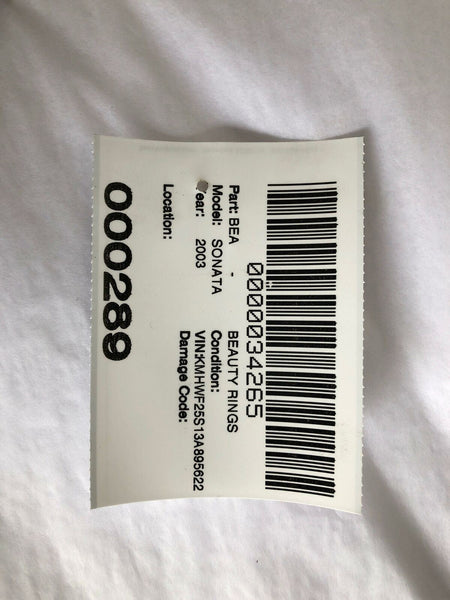 0000034265
Part: BEA - BEAUTY RINGS
Model: SONATA Condition:
ear: 2003 VIN:KMHWF25S13A895622
Damage Code:
Location:
000289